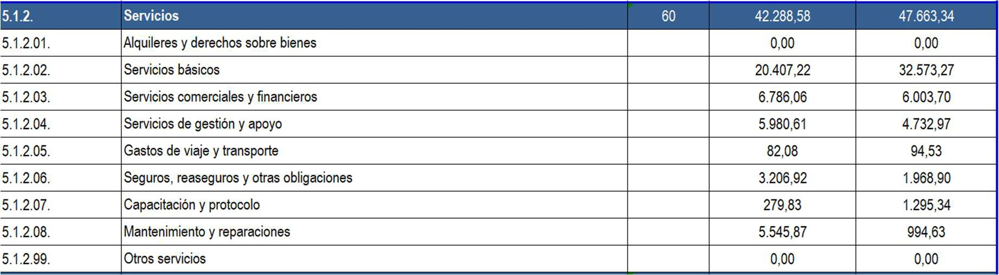 5.1.2. Servicios 60 42.288,58 47.663,34
5.1.2.01. Alquileres y derechos sobre bienes 0,00 0,00
5.1.2.02. Servicios básicos 20.407,22 32.573,27
5.1.2.03. Servicios comerciales y financieros 6.786,06 6.003,70
5.1.2.04. Servicios de gestión y apoyo 5.980,61 4.732,97
5.1.2.05. Gastos de viaje y transporte 82,08 94,53
5.1.2.06. Seguros, reaseguros y otras obligaciones 3.206,92 1.968,90
5.1.2.07. Capacitación y protocolo 279,83 1.295,34
5.1.2.08. Mantenimiento y reparaciones 5.545,87 994,63
5.1.2.99. Otros servicios 0,00 0,00